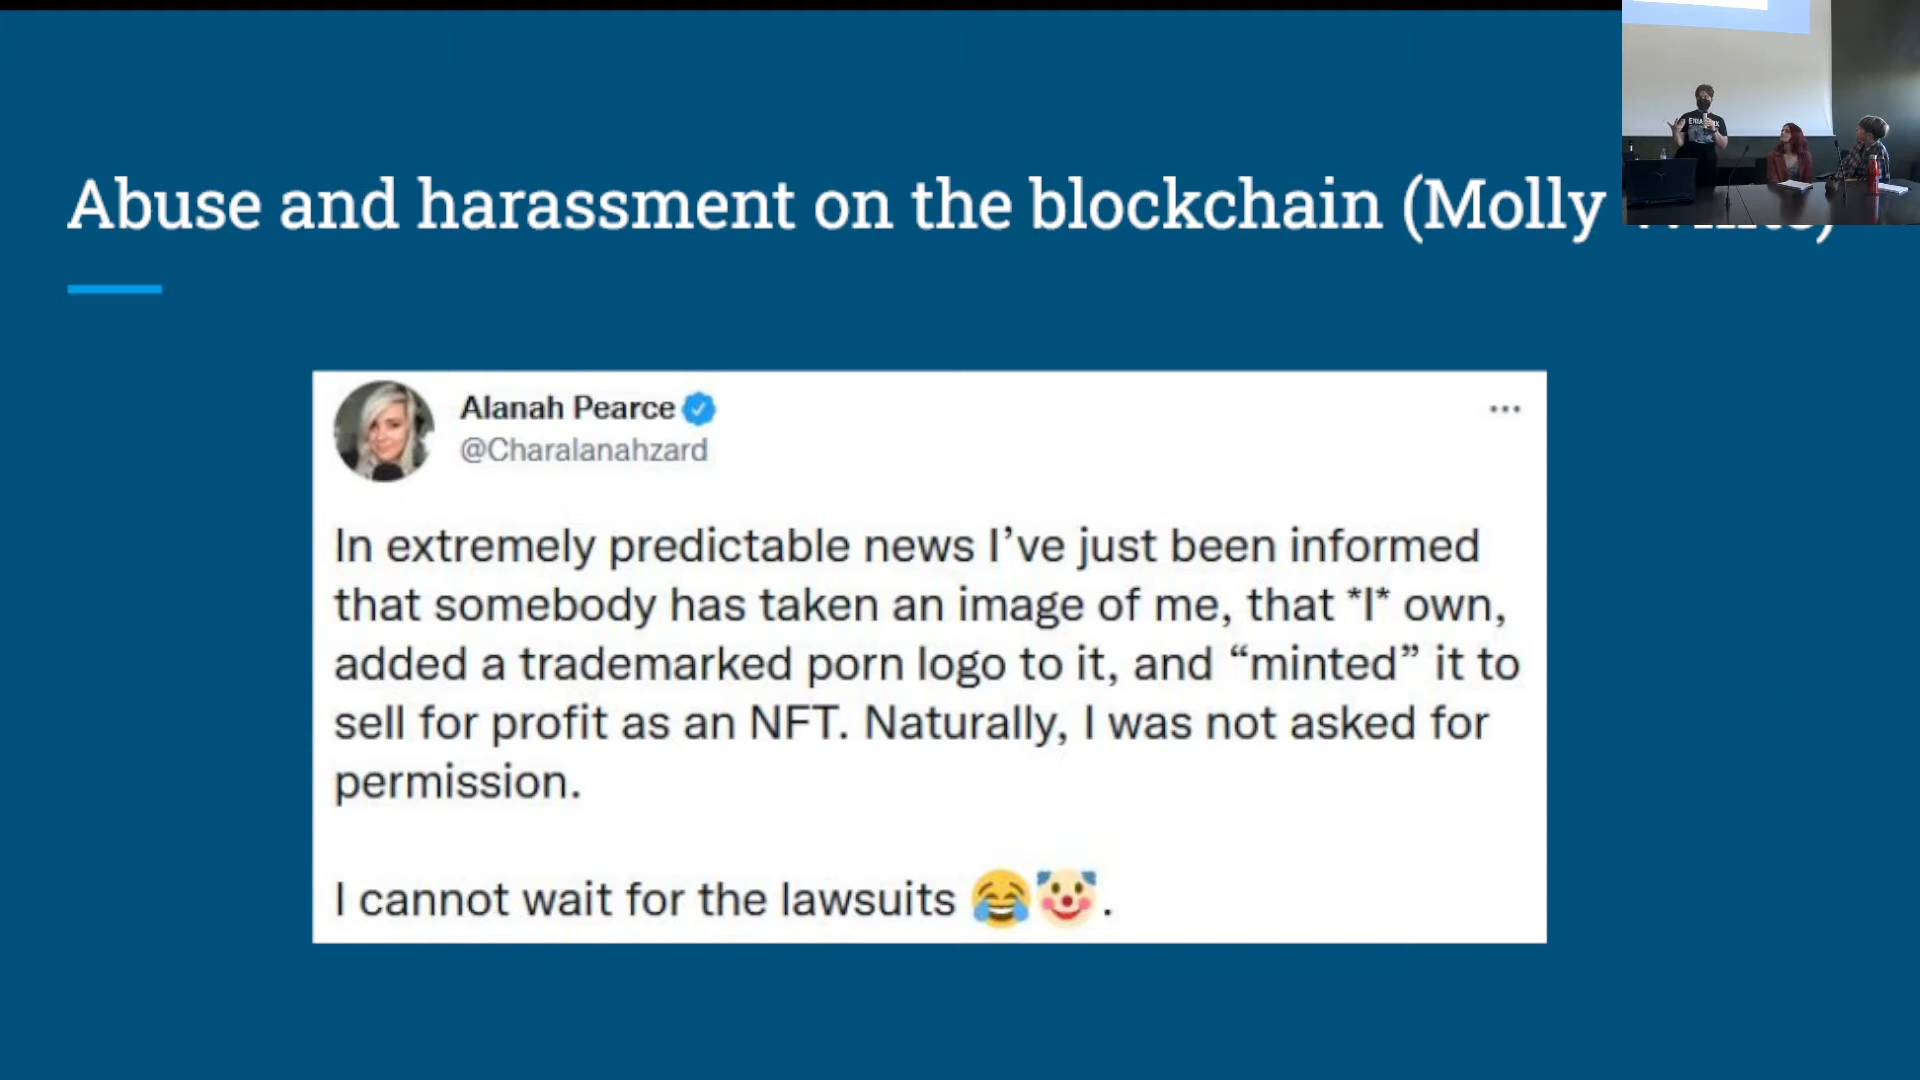 Abuse and harassment on the blockchain (Molly
Alanah Pearce
@Charalanahzard
In extremely predictable news I’ve just been informed
that somebody has taken an image of me, that *I* own,
added a trademarked porn logo to it, and “minted” it to
sell for profit as an NFT. Naturally, I was not asked for
permission.
I cannot wait for the lawsuits 😂🤡.